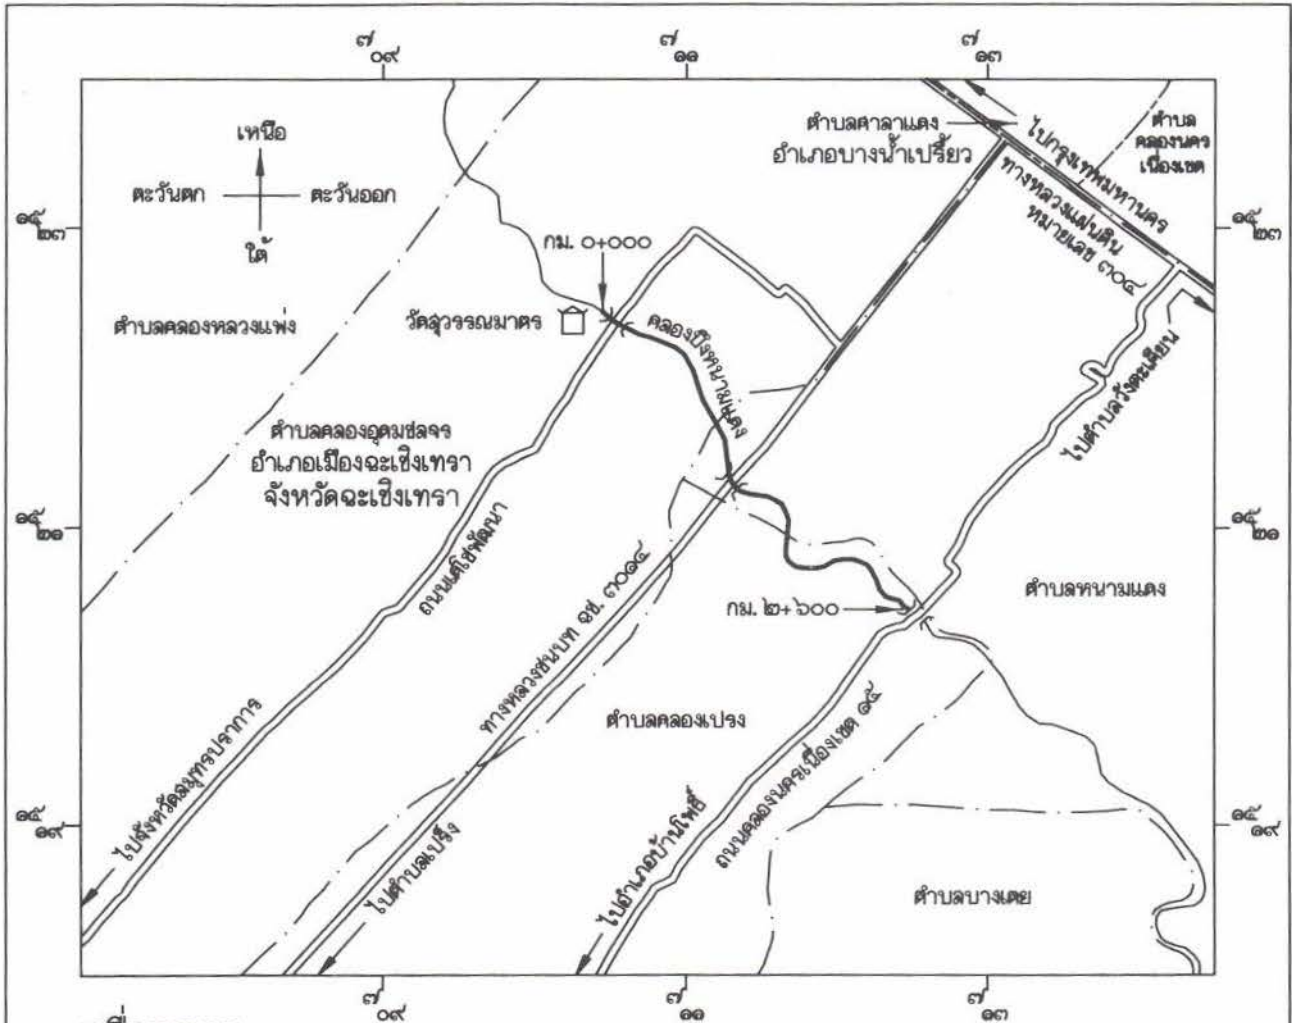 ๗๐๙
๗๑๑
๗๑๓
เหนือ
ตะวันตก
ตะวันออก
ใต้
ตำบลศาลาแดง
อำเภอบางน้ำเปรี้ยว
ไปกรุงเทพมหานคร
ตำบล
คลองนคร
เนื่องเขต
ทางหลวงแผ่นดิน
หมายเลข ๓๐๔
๑๕๒๓
๑๕๒๓
กม. ๐+๐๐๐
ตำบลคลองหลวงแพ่ง
วัดสุวรรณมาตร
คลองบึงหนามแดง
ไปตำบลวังตะเคียน
ตำบลคลองอุดมชลจร
อำเภอเมืองฉะเชิงเทรา
จังหวัดฉะเชิงเทรา
๑๕๒๑
๑๕๒๑
ถนนเดโชพัฒนา
ทางหลวงชนบท ฉช. ๓๐๑๔
กม. ๒+๖๐๐
ตำบลหนามแดง
ตำบลคลองเปรง
ถนนคลองนครเนื่องเขต ๑๕
ไปจังหวัดสมุทรปราการ
ไปตำบลเปร็ง
ไปอำเภอบ้านโพธิ์
๑๕๑๙
๑๕๑๙
ตำบลบางเตย
๗๐๙
๗๑๑
๗๑๓